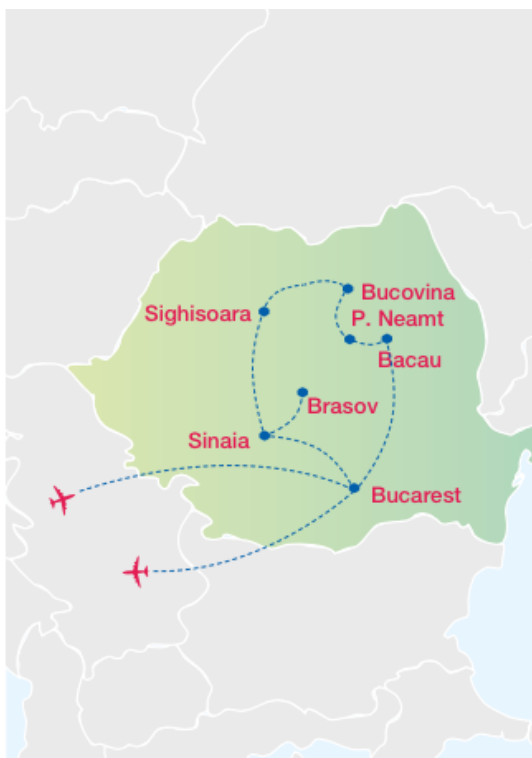 Bucovina
Sighisoara
P. Neamt
Bacau
Brasov
Sinaia
Bucarest